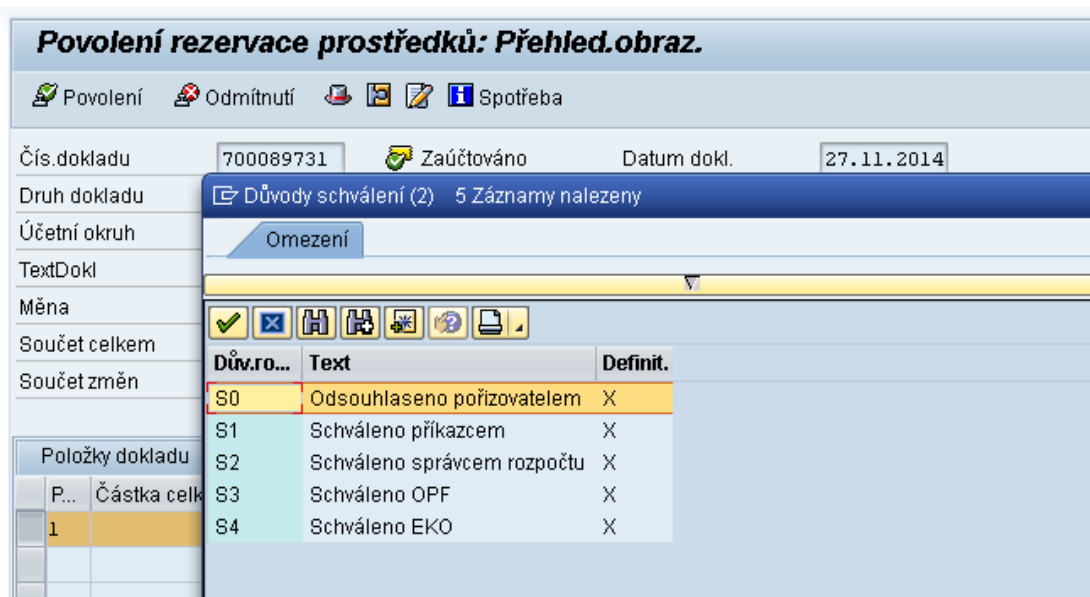 Povolení rezervace prostředků: Přehled.obraz.
Povolení Odmítnutí Spotřeba
Čís.dokladu 700089731 Zaúčtováno Datum dokl. 27.11.2014
Druh dokladu
Důvody schválení (2) 5 Záznamy nalezeny
Účetní okruh
Omezení
TextDokl
Měna
Součet celkem
Součet změn
Dův.ro... Text Definit.
S0 Odsouhlaseno pořizovatelem X
S1 Schváleno příkazcem X
S2 Schváleno správcem rozpočtu X
S3 Schváleno OPF X
S4 Schváleno EKO X
Položky dokladu
P... Částka celk
1